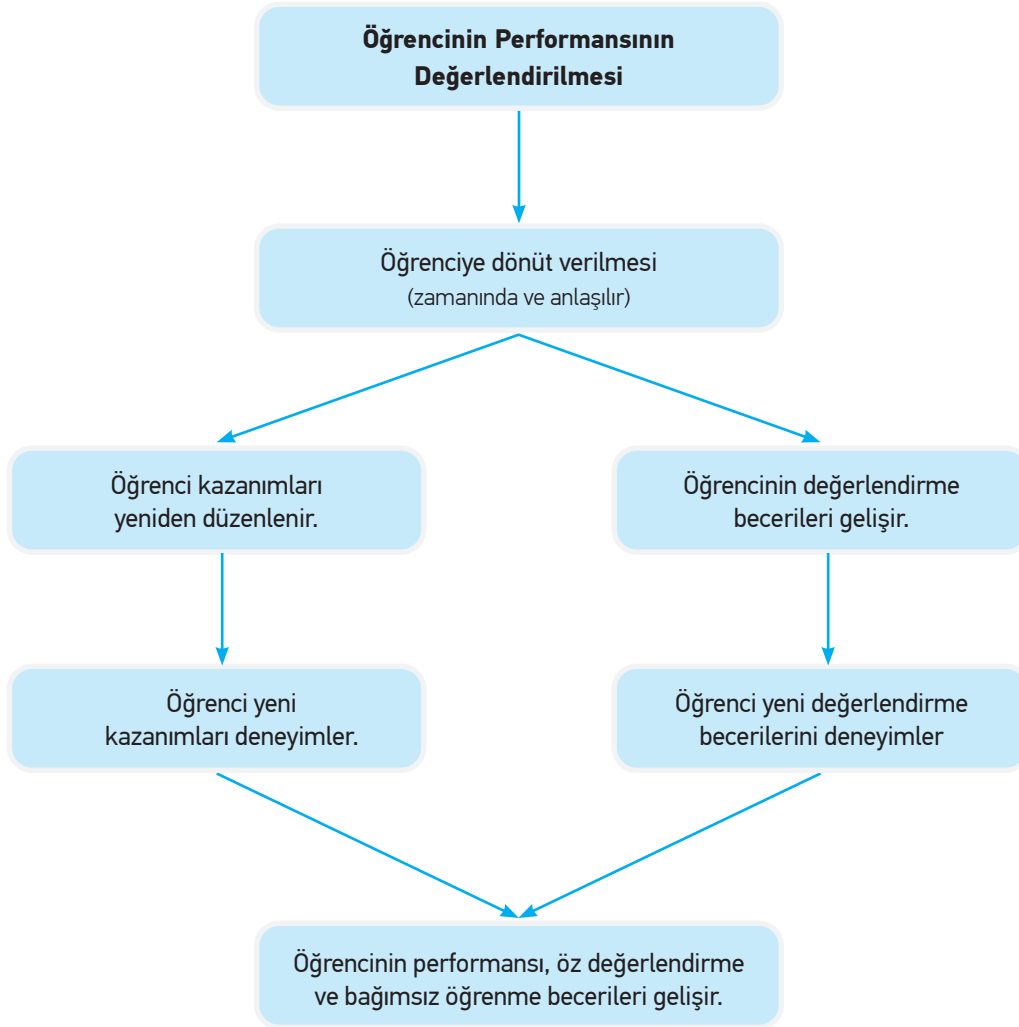 Öğrencinin Performansının
Değerlendirilmesi
Öğrenciye dönüt verilmesi
(zamanında ve anlaşılır)
Öğrenci kazanımları
yeniden düzenlenir.
Öğrencinin değerlendirme
becerileri gelişir.
Öğrenci yeni
kazanımları deneyimler.
Öğrenci yeni değerlendirme
becerilerini deneyimler
Öğrencinin performansı, öz değerlendirme
ve bağımsız öğrenme becerileri gelişir.